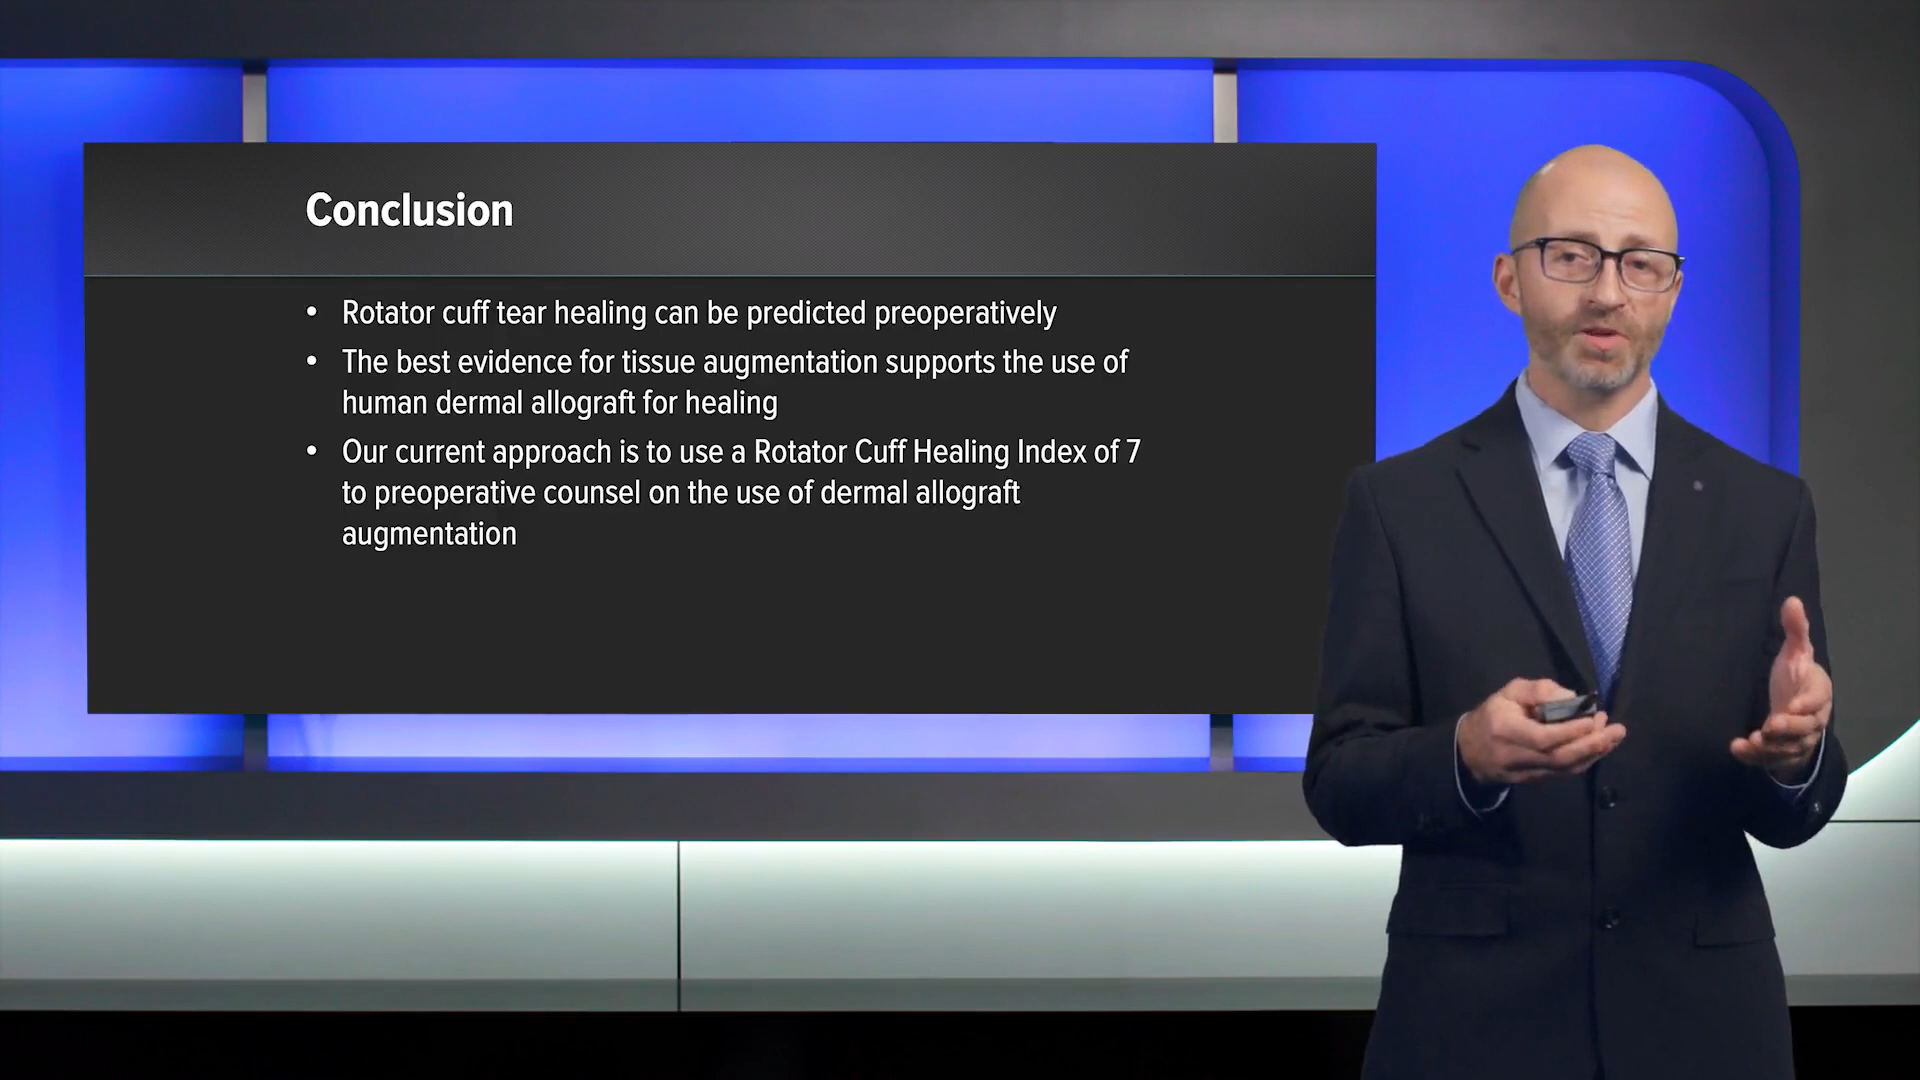 Conclusion
• Rotator cuff tear healing can be predicted preoperatively
• The best evidence for tissue augmentation supports the use of
human dermal allograft for healing
• Our current approach is to use a Rotator Cuff Healing Index of 7
to preoperative counsel on the use of dermal allograft
augmentation